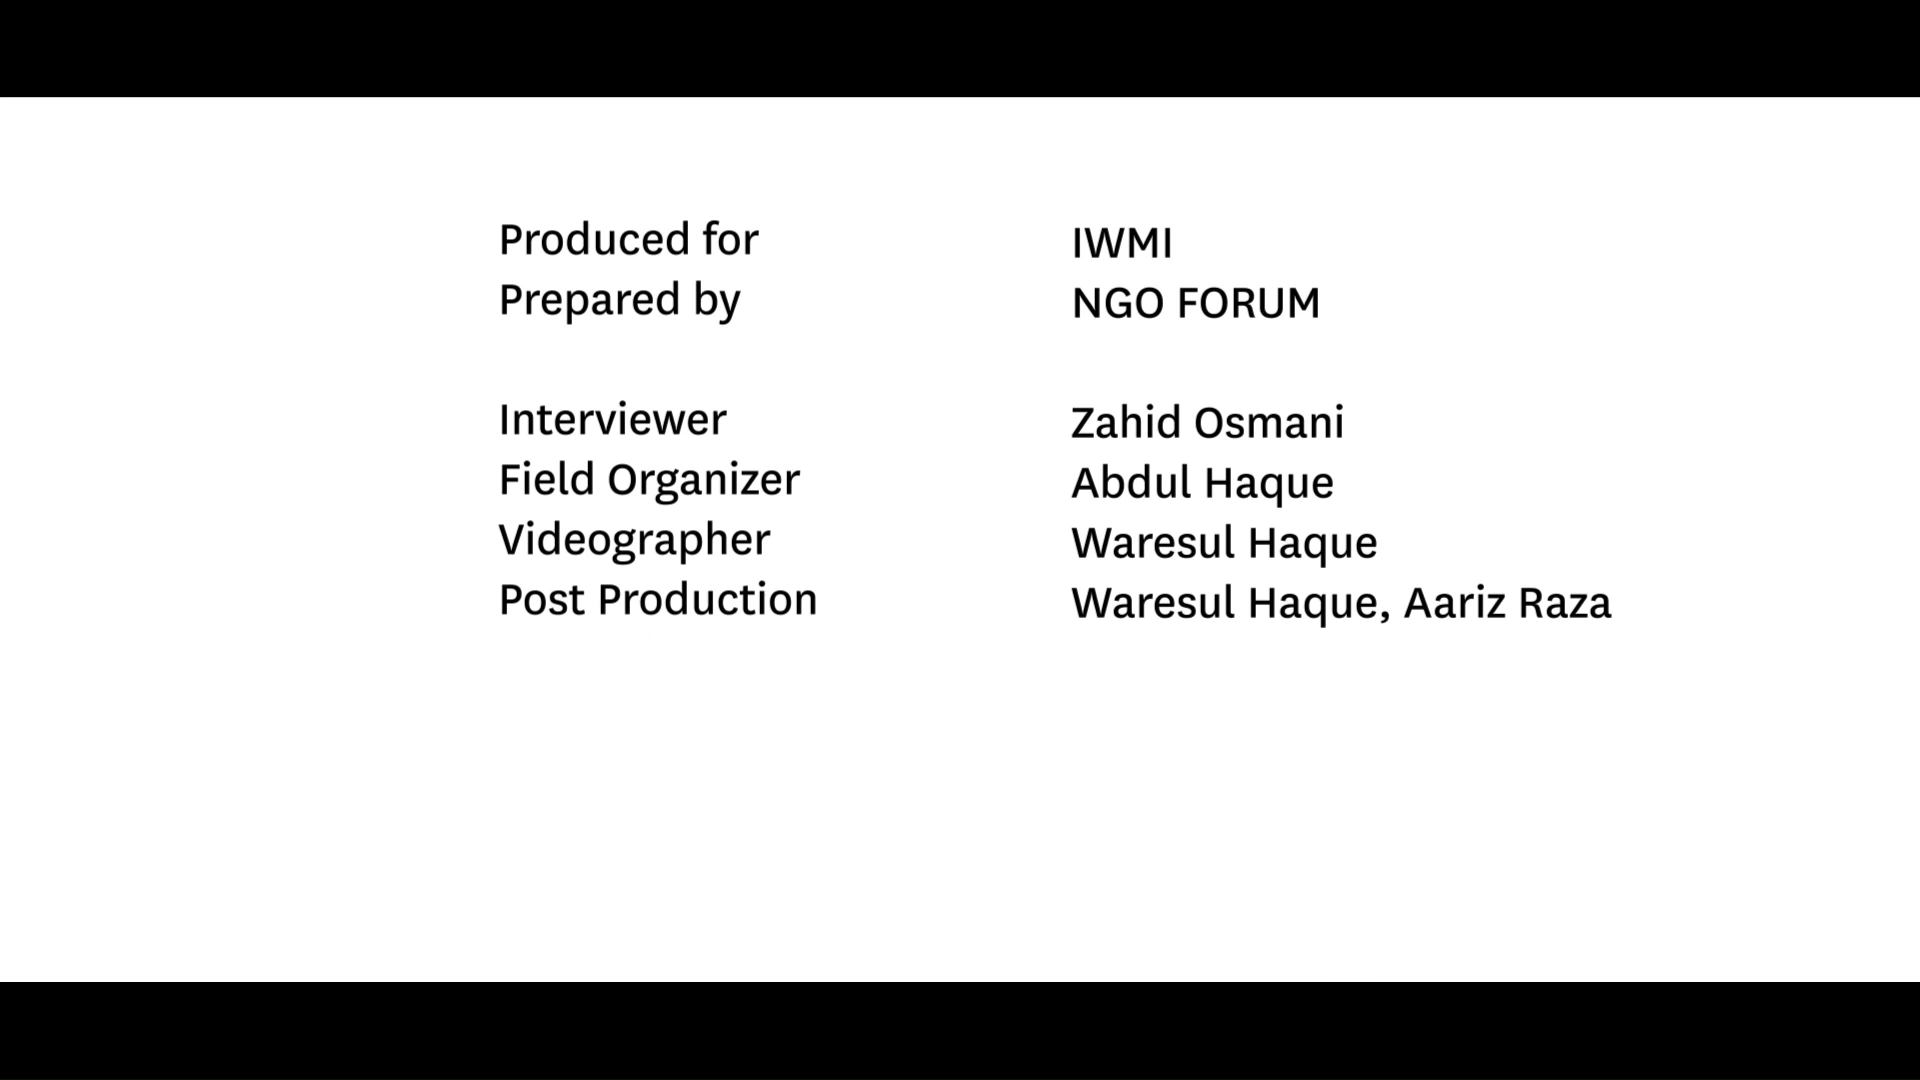 Produced for IWMI
Prepared by NGO FORUM
Interviewer Zahid Osmani
Field Organizer Abdul Haque
Videographer Waresul Haque
Post Production Waresul Haque, Aariz Raza